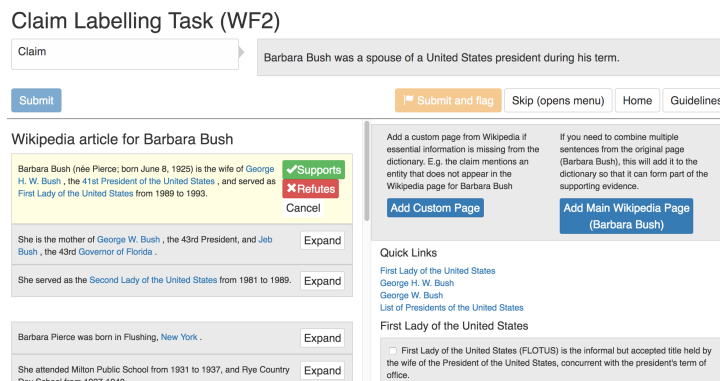 Claim Labelling Task (WF2)
Claim
Barbara Bush was a spouse of a United States president during his term.
Submit
Submit and flag
Skip (opens menu)
Home
Guidelines
Wikipedia article for Barbara Bush
Barbara Bush (née Pierce; born June 8, 1925) is the wife of George
H. W. Bush , the 41st President of the United States , and served as
First Lady of the United States from 1989 to 1993.
Supports
Refutes
Cancel
She is the mother of George W. Bush , the 43rd President, and Jeb
Bush , the 43rd Governor of Florida .
Expand
She served as the Second Lady of the United States from 1981 to 1989.
Expand
Barbara Pierce was born in Flushing, New York .
Expand
She attended Milton Public School from 1931 to 1937, and Rye Country
Expand
Add a custom page from Wikipedia if
essential information is missing from the
dictionary. E.g. the claim mentions an
entity that does not appear in the
Wikipedia page for Barbara Bush
Add Custom Page
If you need to combine multiple
sentences from the original page
(Barbara Bush), this will add it to the
dictionary so that it can form part of the
supporting evidence.
Add Main Wikipedia Page
(Barbara Bush)
Quick Links
First Lady of the United States
George H. W. Bush
George W. Bush
List of Presidents of the United States
First Lady of the United States
First Lady of the United States (FLOTUS) is the informal but accepted title held by
the wife of the President of the United States, concurrent with the president's term of
office.